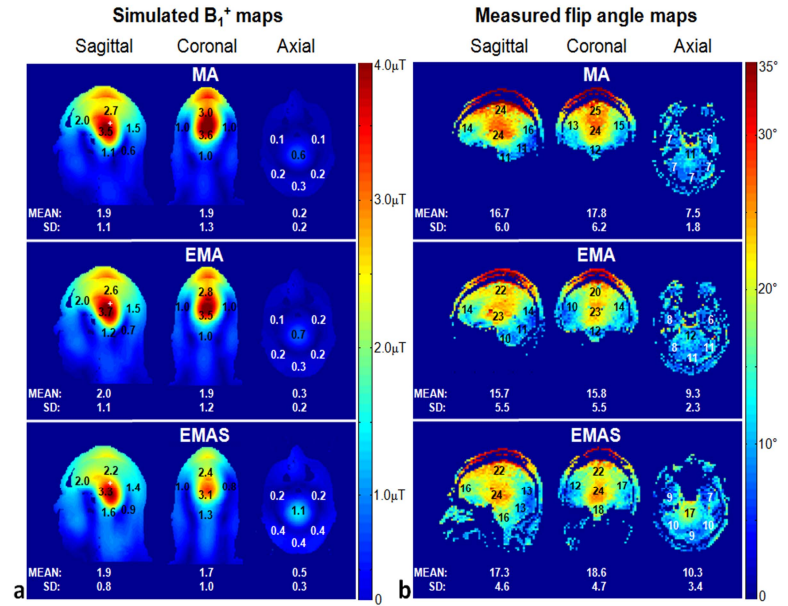 Simulated B₁⁺ maps
Sagittal Coronal Axial
MA
2.7
2.0 3.5 1.5
1.1 0.6
3.0
1.0 3.6 1.0
1.0
0.1 0.1
0.6
0.2 0.2
0.3
MEAN: 1.9 1.9 0.2
SD: 1.1 1.3 0.2
EMA
2.6
2.0 3.7 1.5
1.2 0.7
2.8
1.0 3.5 1.0
1.0
0.1 0.2
0.7
0.2 0.2
0.3
MEAN: 2.0 1.9 0.3
SD: 1.1 1.2 0.2
EMAS
2.2
2.0 3.3 1.4
1.6 0.9
2.4
1.0 3.1
1.3
0.2 0.2
1.1
0.4 0.4
0.4
MEAN: 1.9 1.7 0.5
SD: 0.8 1.0 0.3
4.0µT
3.0µT
2.0µT
1.0µT
0
a
Measured flip angle maps
Sagittal Coronal Axial
MA
24
14 24 16
11 13
25
13 24 15
12
7 6
11
7 7
7
MEAN: 16.7 17.8 7.5
SD: 6.0 6.2 1.8
EMA
22
14 23 14
10 11
20
10 23 14
12
8 6
12
8 11
11
MEAN: 15.7 15.8 9.3
SD: 5.5 5.5 2.3
EMAS
22
16 24 13
16 13
22
12 24 17
18
9 7
17
10 10
9
MEAN: 17.3 18.6 10.3
SD: 4.6 4.7 3.4
35°
30°
20°
10°
0
b